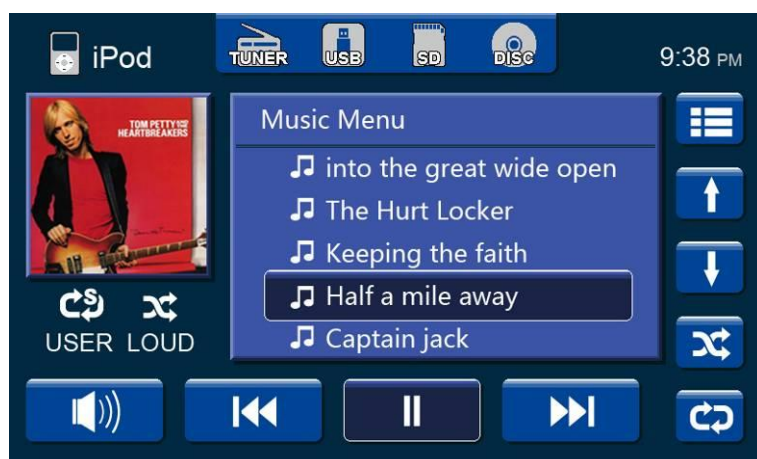 iPod
TUNER USB SD DISC
9:38 PM
TOM PETTY AND THE
HEARTBREAKERS
Music Menu
into the great wide open
The Hurt Locker
Keeping the faith
Half a mile away
Captain jack
S
USER LOUD